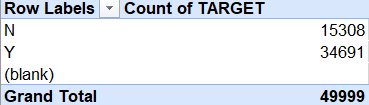 Row Labels Count of TARGET
N 15308
Y 34691
(blank)
Grand Total 49999